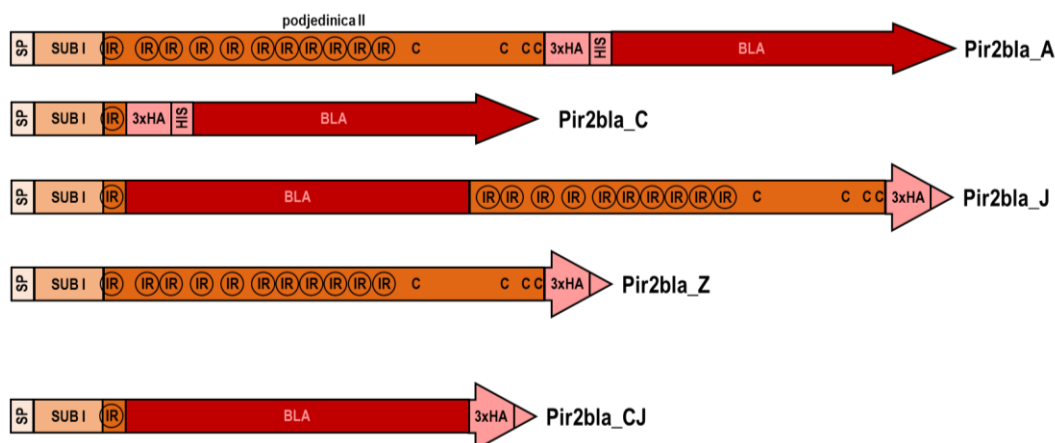 podjedinica II
SP SUB I IR IR IR IR IR IR IR IR IR IR IR C C C C 3xHA HIS BLA Pir2bla_A
SP SUB I IR 3xHA HIS BLA Pir2bla_C
SP SUB I IR BLA IR IR IR IR IR IR IR IR IR IR C C C C 3xHA Pir2bla_J
SP SUB I IR IR IR IR IR IR IR IR IR IR IR C C C C 3xHA Pir2bla_Z
SP SUB I IR BLA 3xHA Pir2bla_CJ